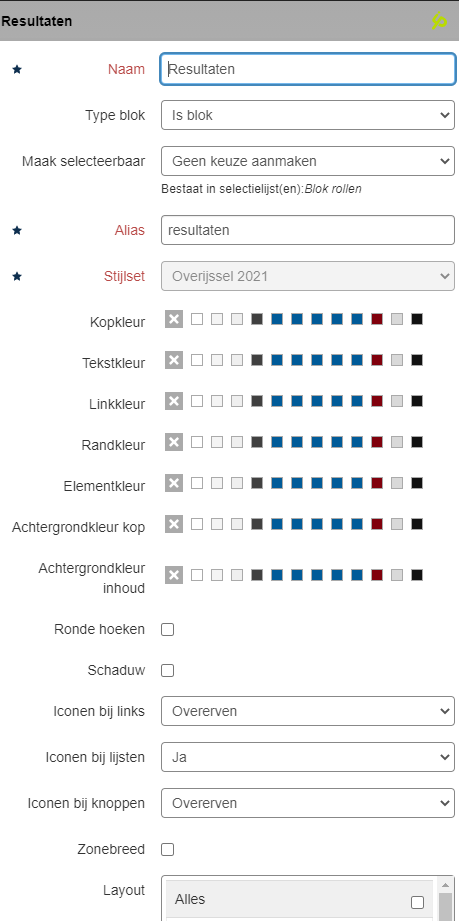 Resultaten
Naam Resultaten
Type blok Is blok
Maak selecteerbaar Geen keuze aanmaken
Bestaat in selectielijst(en):Blok rollen
Alias resultaten
Stijlset Overijssel 2021
Kopkleur
Tekstkleur
Linkkleur
Randkleur
Elementkleur
Achtergrondkleur kop
Achtergrondkleur
inhoud
Ronde hoeken
Schaduw
Iconen bij links Overerven
Iconen bij lijsten Ja
Iconen bij knoppen Overerven
Zonebreed
Layout Alles